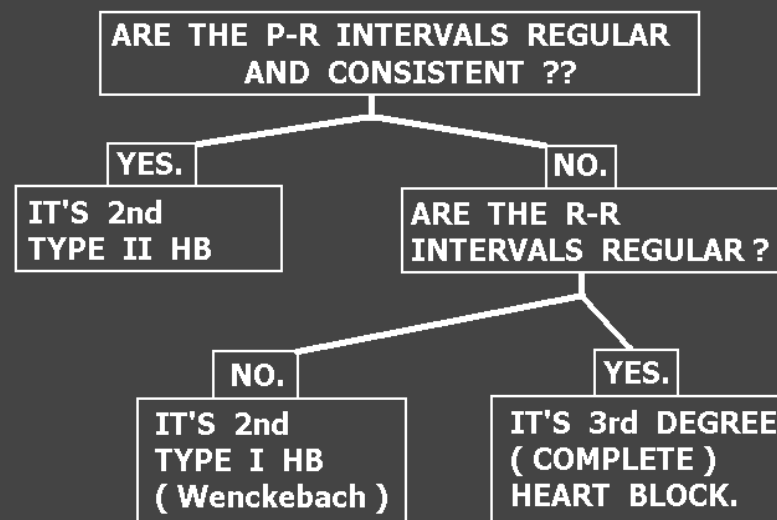 ARE THE P-R INTERVALS REGULAR
AND CONSISTENT ??
YES.
IT'S 2nd
TYPE II HB
NO.
ARE THE R-R
INTERVALS REGULAR ?
NO.
IT'S 2nd
TYPE I HB
( Wenckebach )
YES.
IT'S 3rd DEGREE
( COMPLETE )
HEART BLOCK.